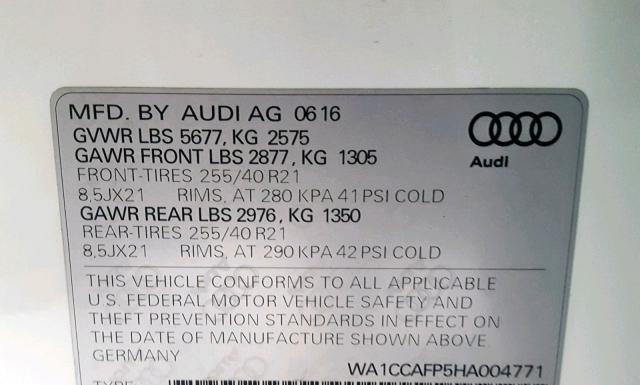 MFD. BY AUDI AG 06 16
GVWR LBS 5677, KG 2575
GAWR FRONT LBS 2877, KG 1305
FRONT-TIRES 255/40 R21
8,5JX21 RIMS, AT 280 KPA 41 PSI COLD
GAWR REAR LBS 2976, KG 1350
REAR-TIRES 255/40 R21
8,5JX21 RIMS, AT 290 KPA 42 PSI COLD
Audi
THIS VEHICLE CONFORMS TO ALL APPLICABLE
U.S. FEDERAL MOTOR VEHICLE SAFETY AND
THEFT PREVENTION STANDARDS IN EFFECT ON
THE DATE OF MANUFACTURE SHOWN ABOVE
GERMANY WA1CCAFP5HA004771
TYPE